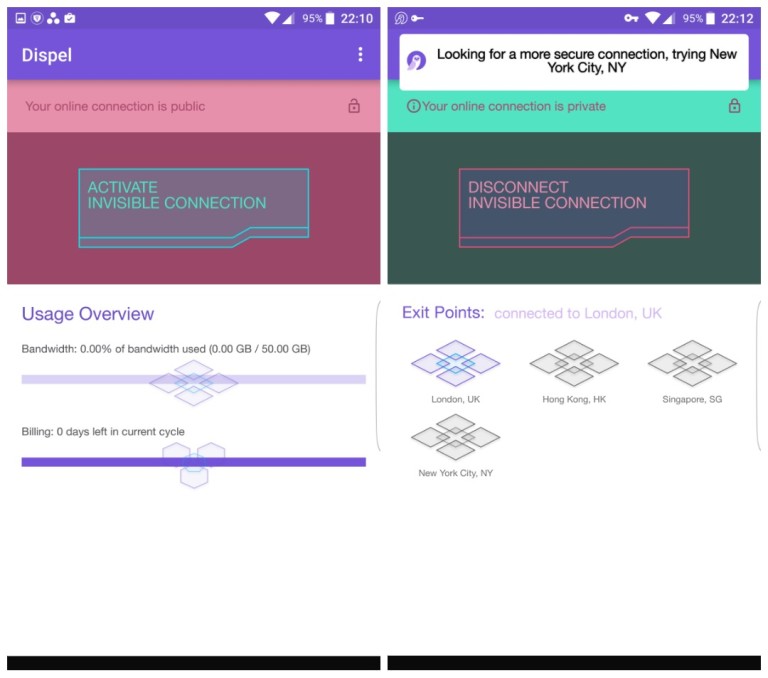 95% 22:10
Dispel
Your online connection is public
ACTIVATE
INVISIBLE CONNECTION
Usage Overview
Bandwidth: 0.00% of bandwidth used (0.00 GB / 50.00 GB)
Billing: 0 days left in current cycle
95% 22:12
Looking for a more secure connection, trying New
York City, NY
Your online connection is private
DISCONNECT
INVISIBLE CONNECTION
Exit Points: connected to London, UK
London, UK
Hong Kong, HK
Singapore, SG
New York City, NY